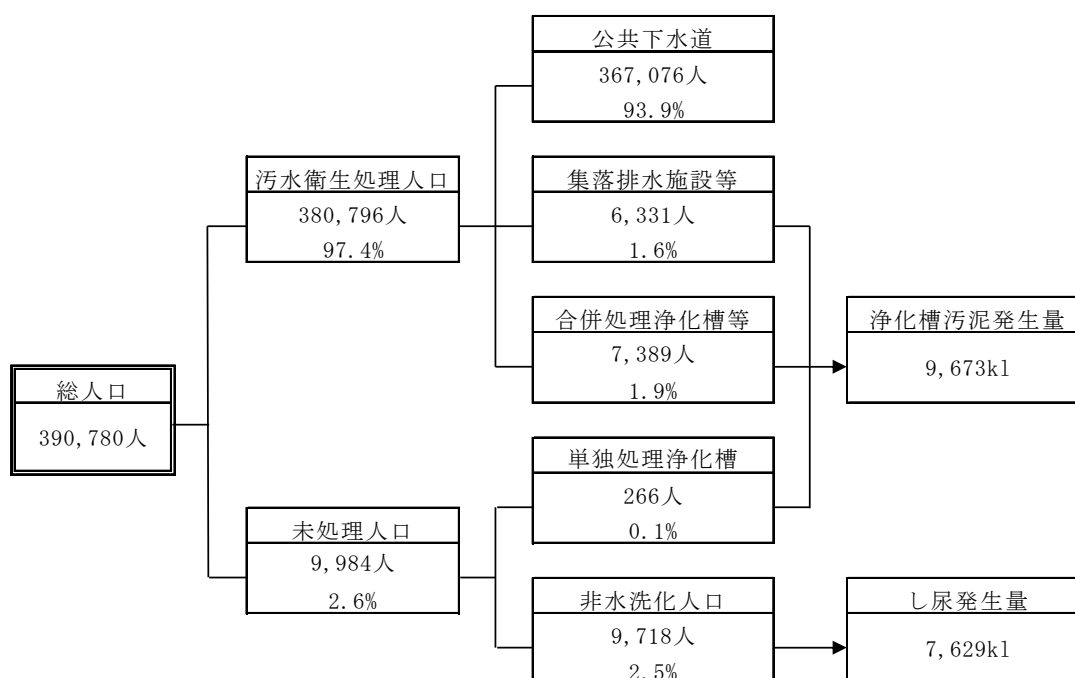 公共下水道
367,076人
93.9%
汚水衛生処理人口
380,796人
97.4%
集落排水施設等
6,331人
1.6%
合併処理浄化槽等
7,389人
1.9%
浄化槽汚泥発生量
9,673kl
総人口
390,780人
単独処理浄化槽
266人
0.1%
未処理人口
9,984人
2.6%
非水洗化人口
9,718人
2.5%
し尿発生量
7,629kl